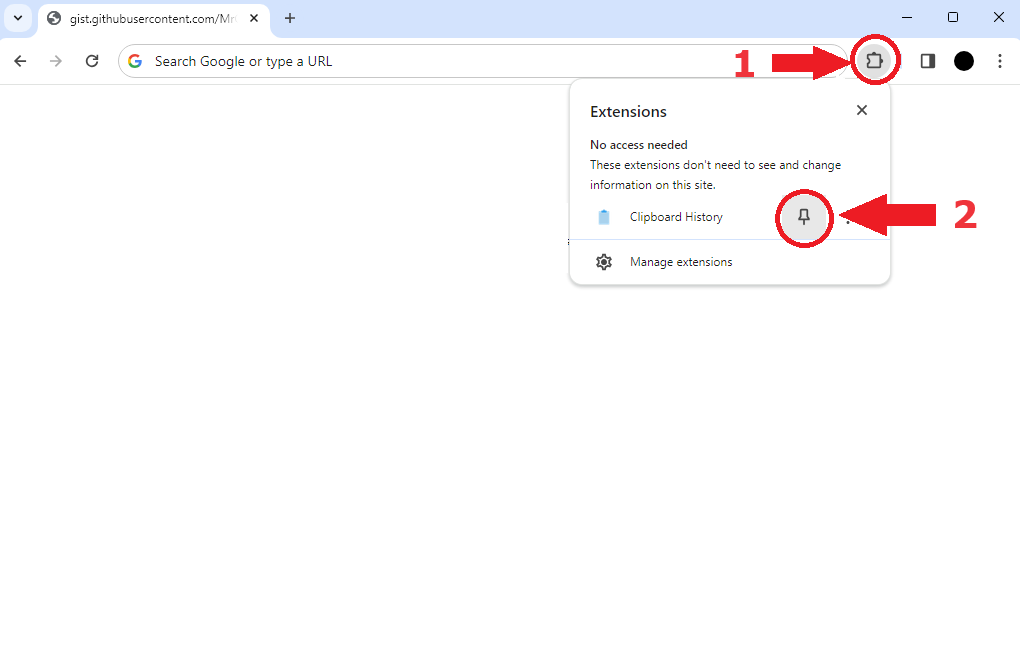 gist.githubusercontent.com/Mr
Search Google or type a URL
1
Extensions
No access needed
These extensions don't need to see and change
information on this site.
Clipboard History
2
Manage extensions